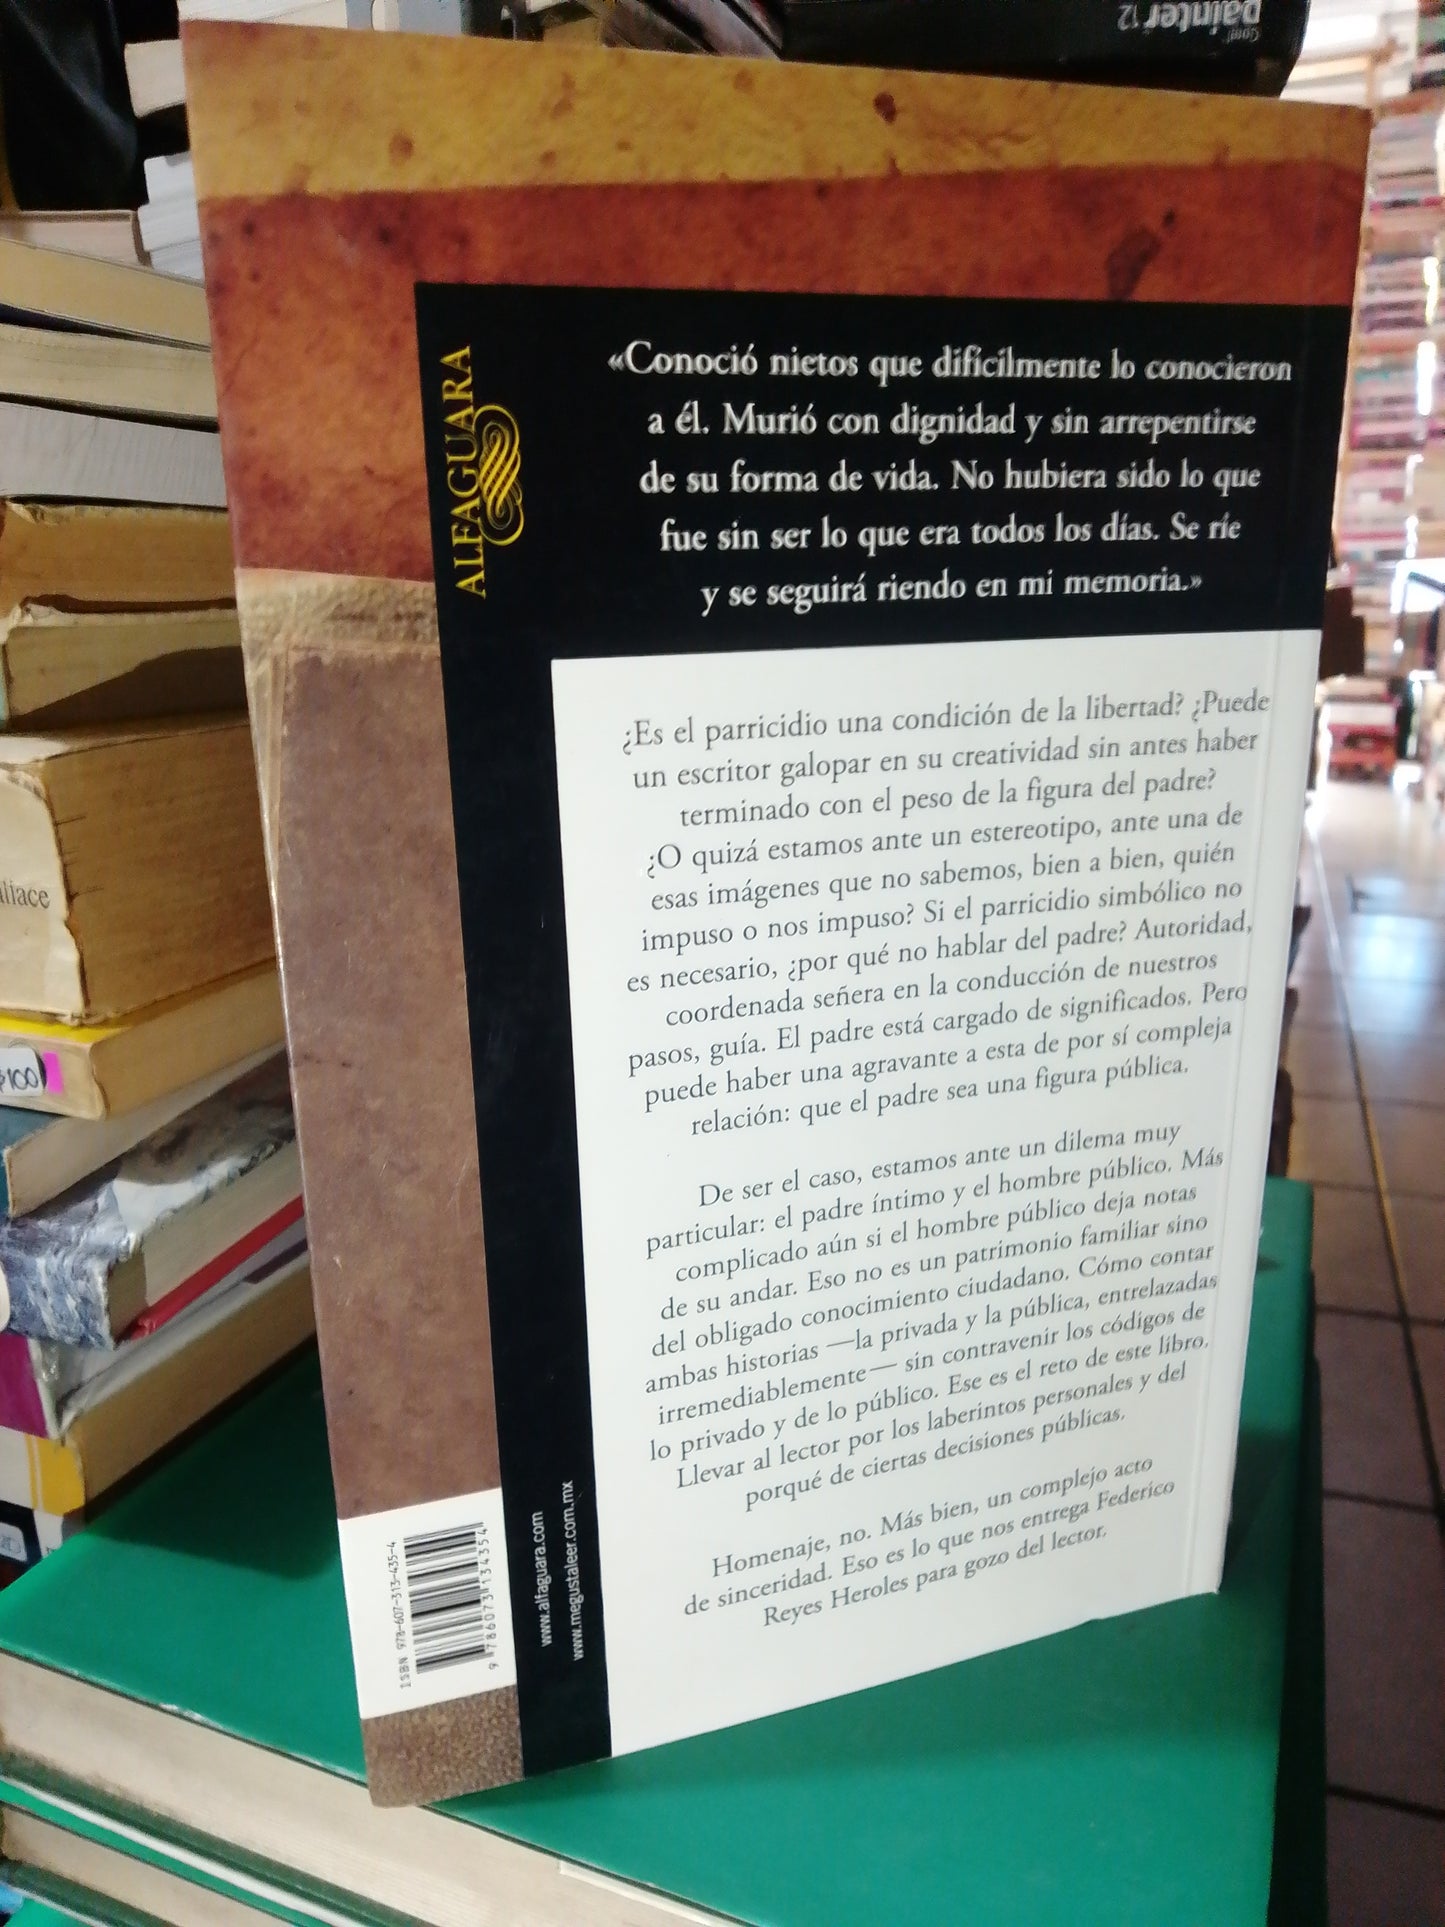 Corel
painter 12
ALFAGUARA
«Conoció nietos que difícilmente lo conocieron
a él. Murió con dignidad y sin arrepentirse
de su forma de vida. No hubiera sido lo que
fue sin ser lo que era todos los días. Se ríe
y se seguirá riendo en mi memoria.»
¿Es el parricidio una condición de la libertad? ¿Puede
un escritor galopar en su creatividad sin antes haber
terminado con el peso de la figura del padre?
¿O quizá estamos ante un estereotipo, ante una de
esas imágenes que no sabemos, bien a bien, quién
impuso o nos impuso? Si el parricidio simbólico no
es necesario, ¿por qué no hablar del padre? Autoridad,
coordenada señera en la conducción de nuestros
pasos, guía. El padre está cargado de significados. Pero
puede haber una agravante a esta de por sí compleja
relación: que el padre sea una figura pública.
De ser el caso, estamos ante un dilema muy
particular: el padre íntimo y el hombre público. Más
complicado aún si el hombre público deja notas
de su andar. Eso no es un patrimonio familiar sino
del obligado conocimiento ciudadano. Cómo contar
ambas historias —la privada y la pública, entrelazadas
irremediablemente— sin contravenir los códigos de
lo privado y de lo público. Ese es el reto de este libro.
Llevar al lector por los laberintos personales y del
porqué de ciertas decisiones públicas.
Homenaje, no. Más bien, un complejo acto
de sinceridad. Eso es lo que nos entrega Federico
Reyes Heroles para gozo del lector.
www.alfaguara.com
www.megustaleer.com.mx
ISBN 978-607-313-435-4
9 786073 134354
$100